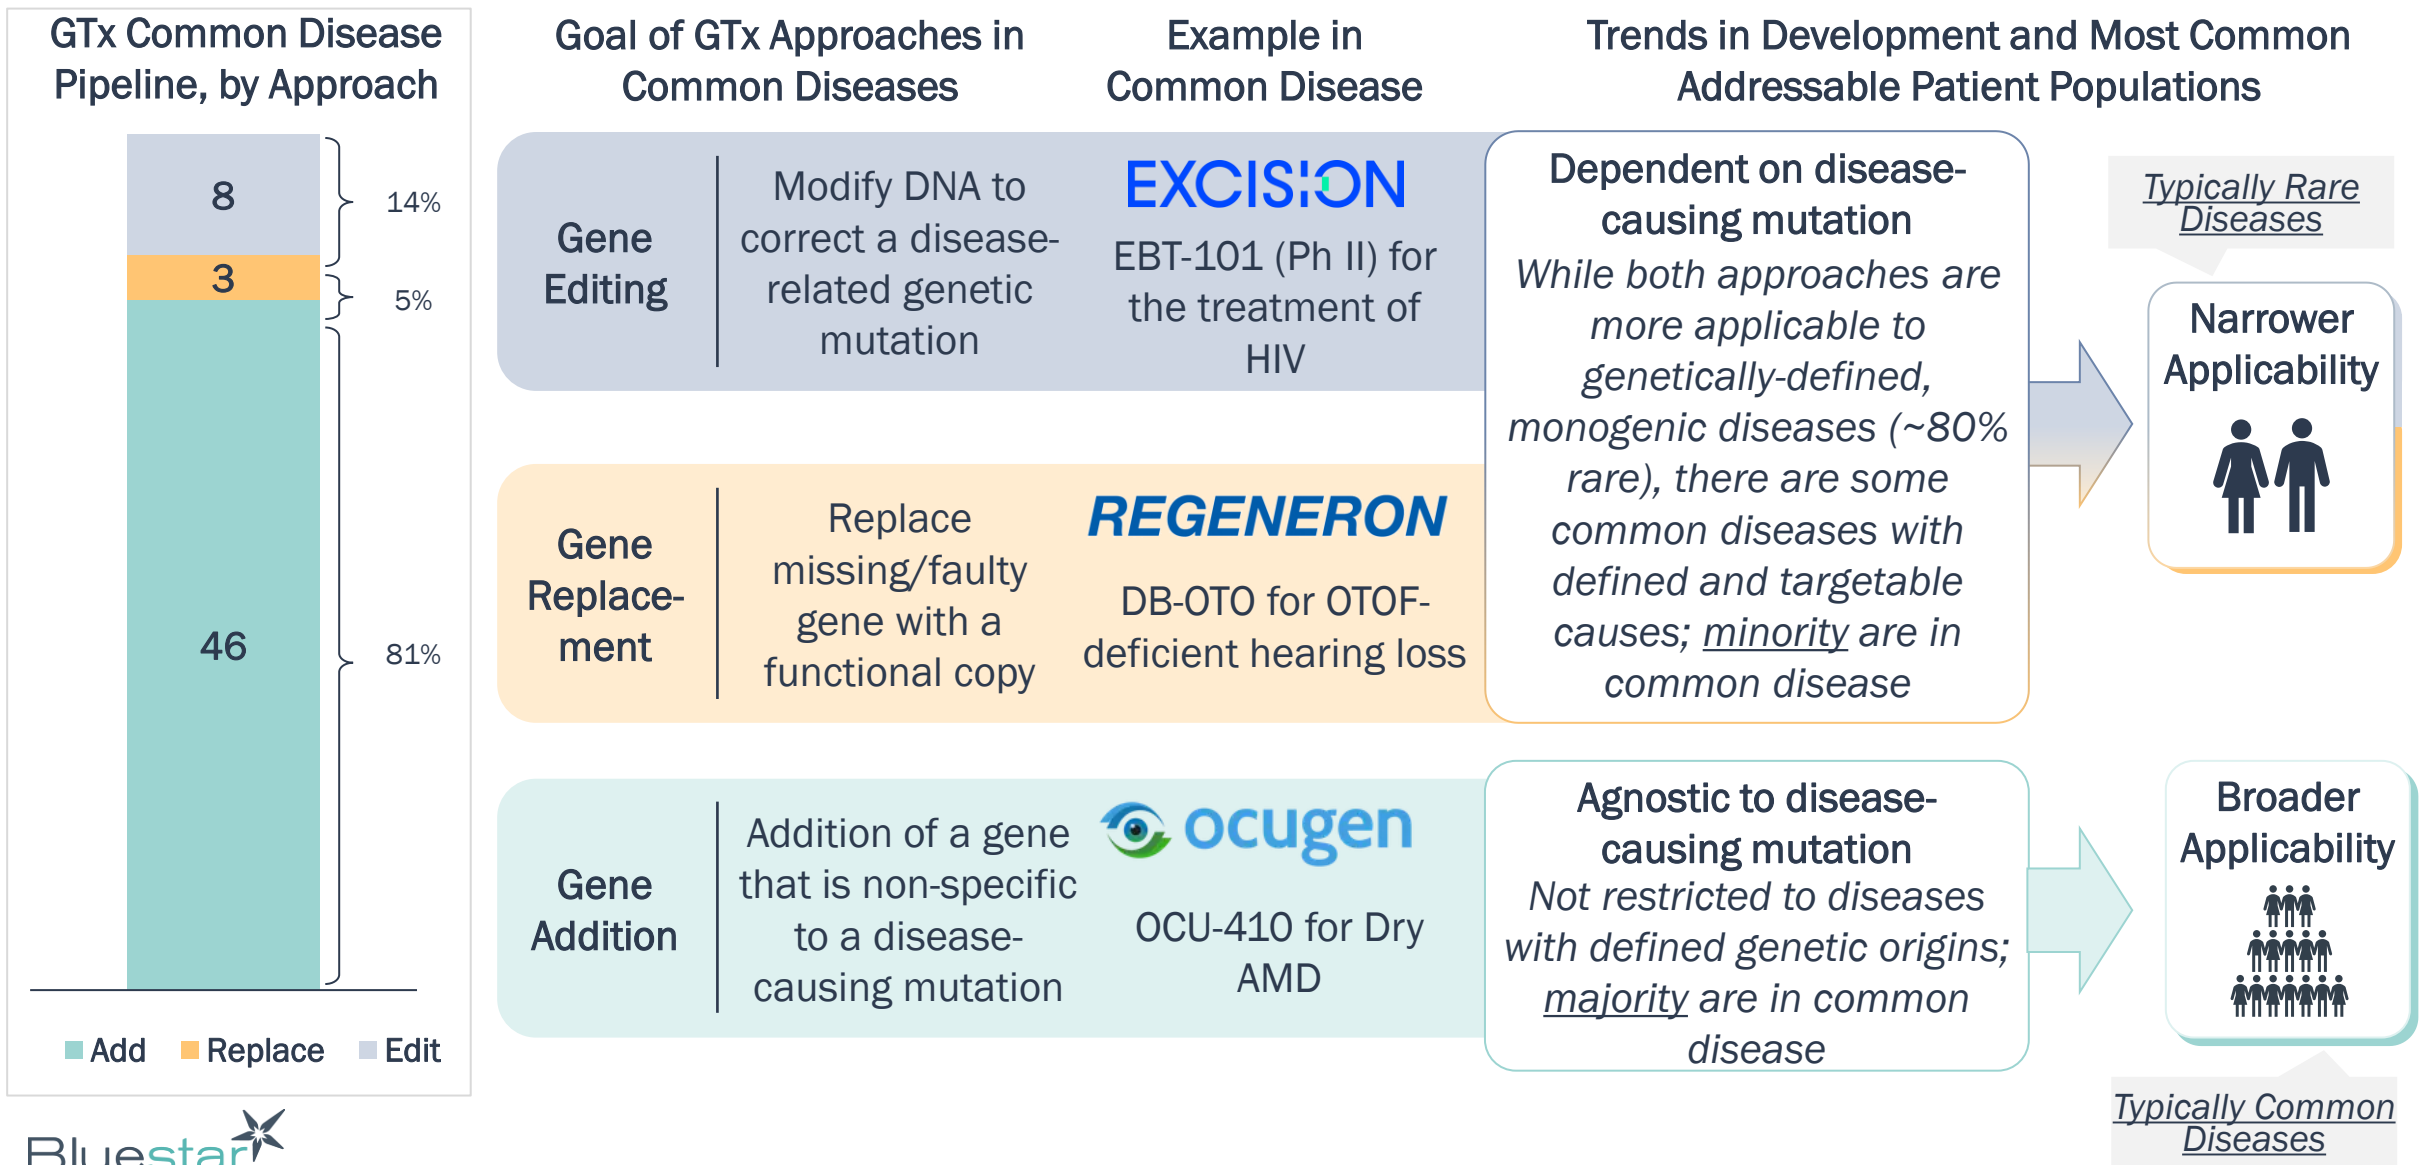 GTx Common Disease
Pipeline, by Approach
8
14%
3
5%
46
81%
Add Replace Edit
Bluestar
Goal of GTx Approaches in
Common Diseases
Example in
Common Disease
Trends in Development and Most Common
Addressable Patient Populations
Gene
Editing
Modify DNA to
correct a disease-
related genetic
mutation
EXCISION
EBT-101 (Ph II) for
the treatment of
HIV
Gene
Replace-
ment
Replace
missing/faulty
gene with a
functional copy
REGENERON
DB-OTO for OTOF-
deficient hearing loss
Dependent on disease-
causing mutation
While both approaches are
more applicable to
genetically-defined,
monogenic diseases (~80%
rare), there are some
common diseases with
defined and targetable
causes; minority are in
common disease
Typically Rare
Diseases
Narrower
Applicability
Gene
Addition
Addition of a gene
that is non-specific
to a disease-
causing mutation
ocugen
OCU-410 for Dry
AMD
Agnostic to disease-
causing mutation
Not restricted to diseases
with defined genetic origins;
majority are in common
disease
Broader
Applicability
Typically Common
Diseases